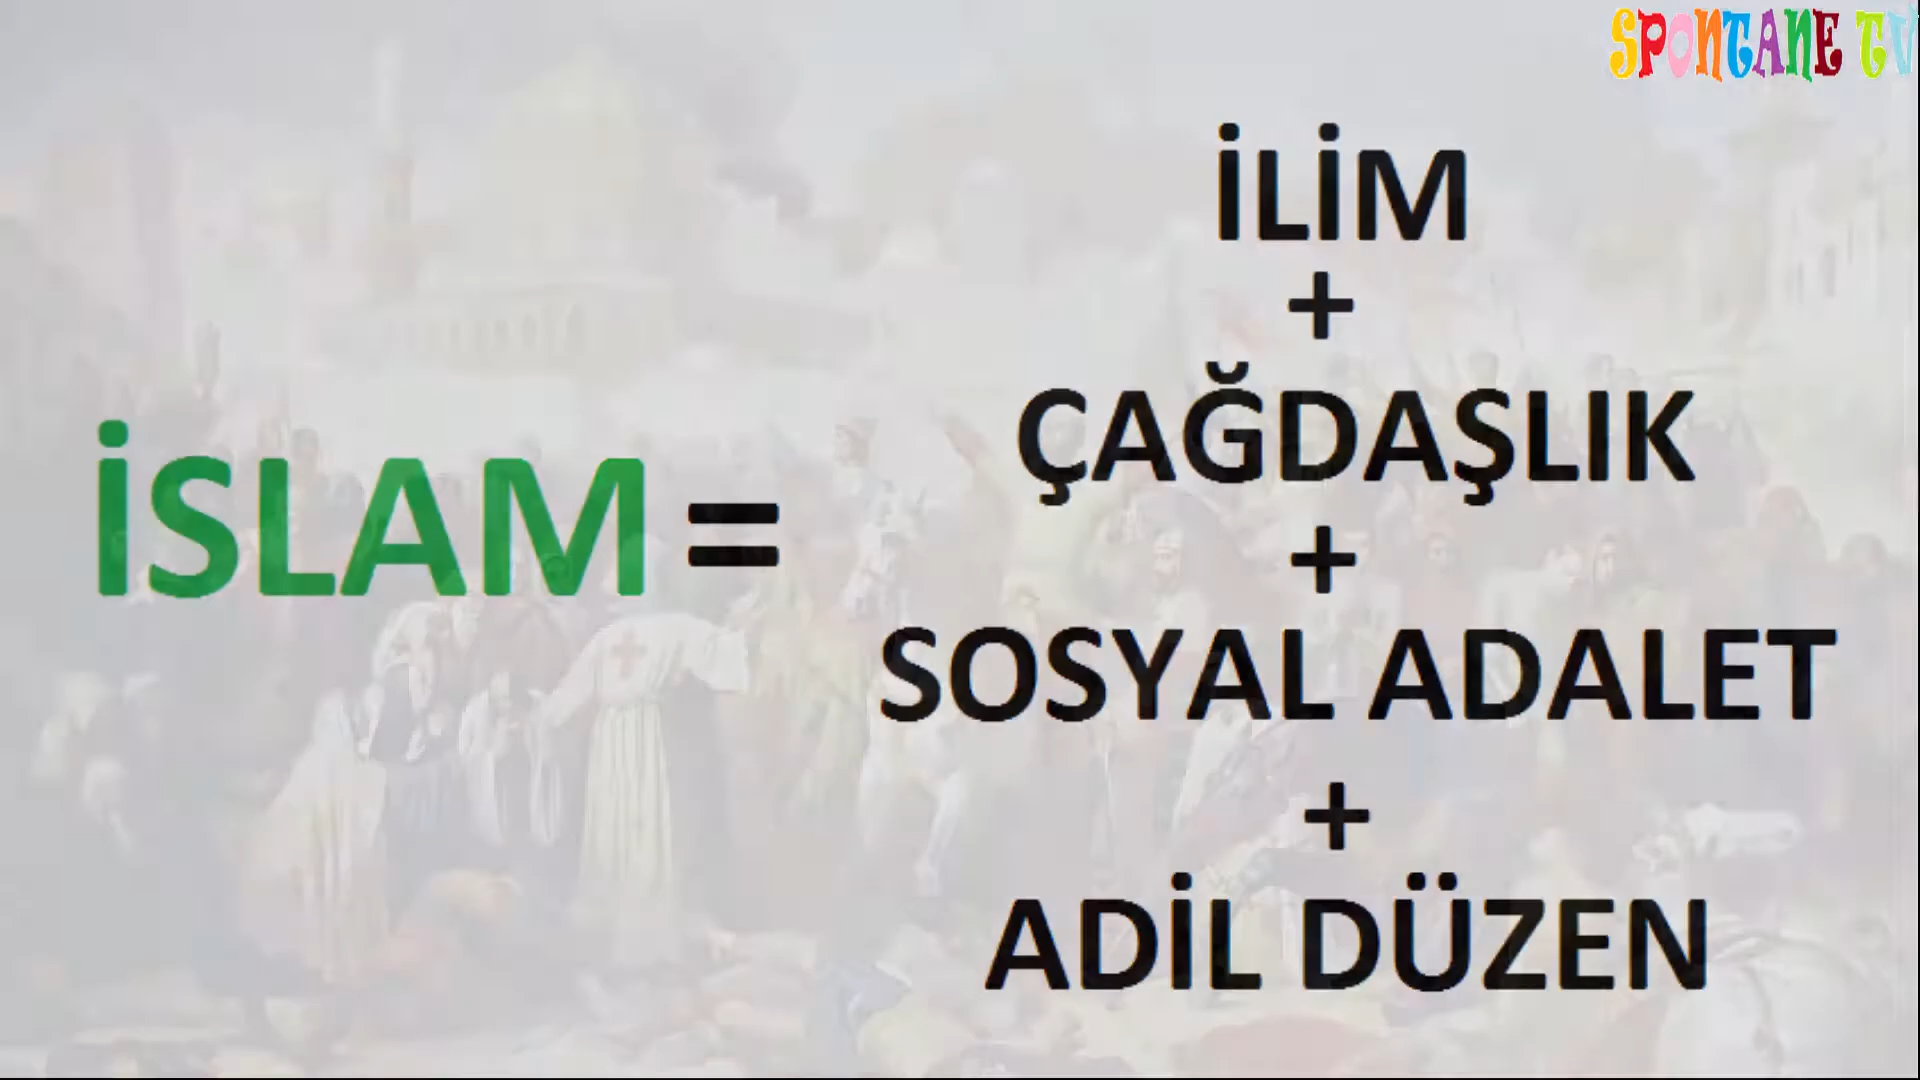 SPONTANE TV
İSLAM =
İLİM
+
ÇAĞDAŞLIK
+
SOSYAL ADALET
+
ADİL DÜZEN